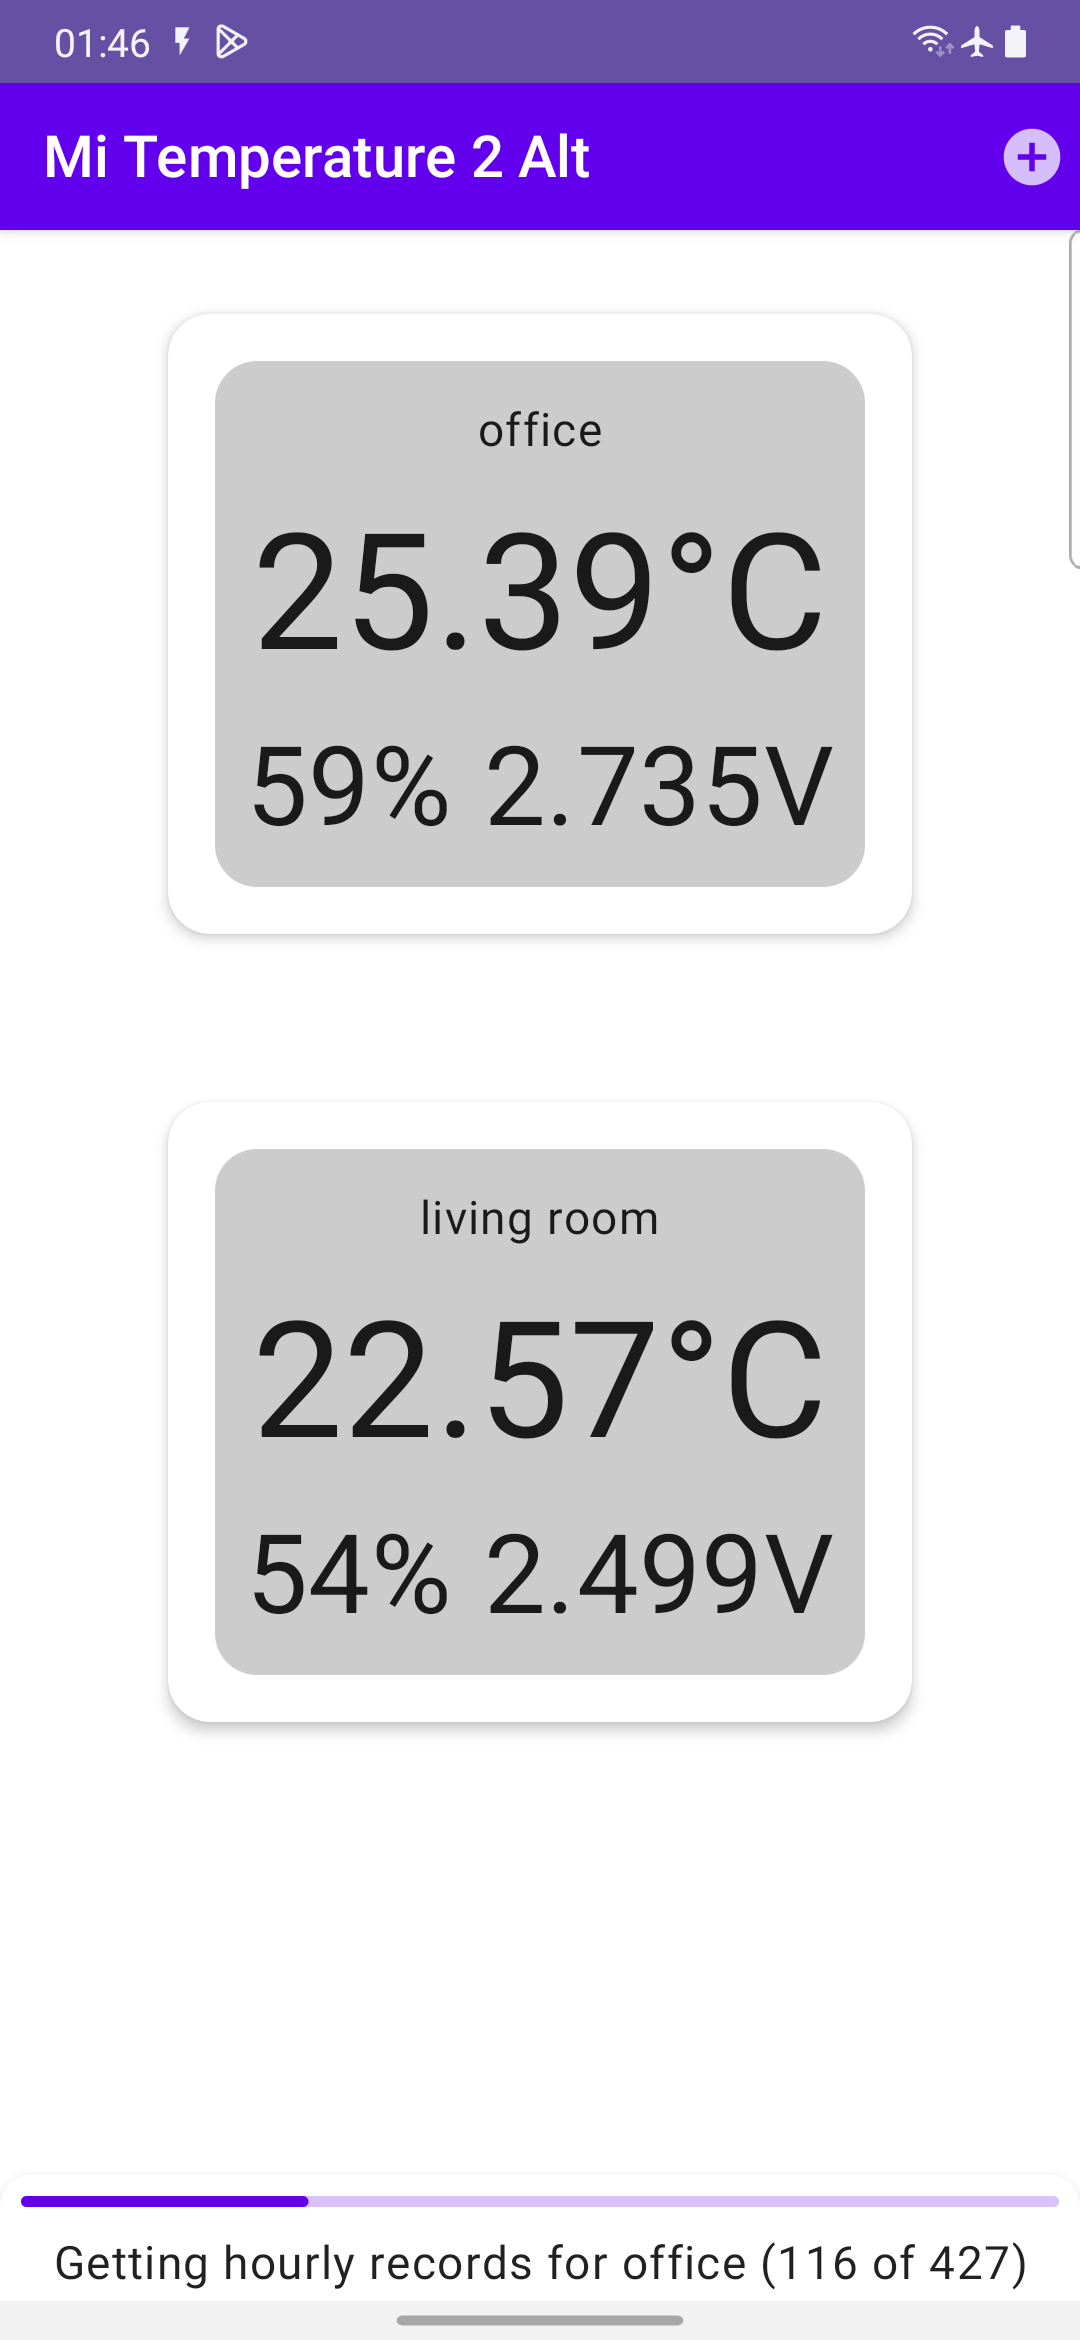 01:46
Mi Temperature 2 Alt
office
25.39°C
59% 2.735V
living room
22.57°C
54% 2.499V
Getting hourly records for office (116 of 427)